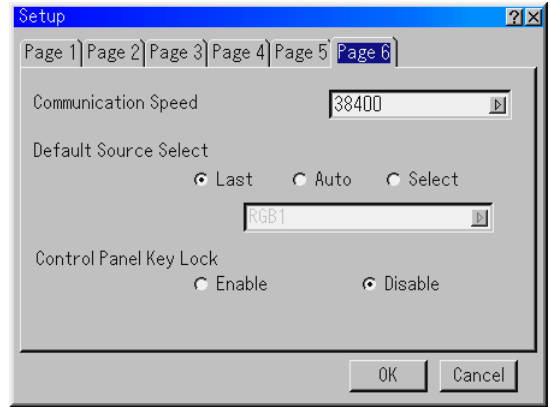 Setup
Page 1 Page 2 Page 3 Page 4 Page 5 Page 6
Communication Speed 38400
Default Source Select
Last Auto Select
RGB1
Control Panel Key Lock
Enable Disable
OK Cancel